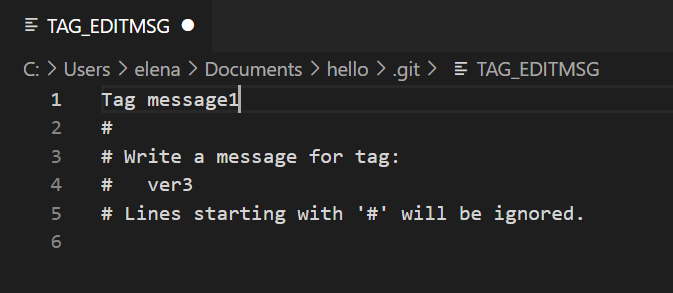 TAG_EDITMSG
C: > Users > elena > Documents > hello > .git > TAG_EDITMSG
1 Tag message1
2 #
3 # Write a message for tag:
4 #   ver3
5 # Lines starting with '#' will be ignored.
6